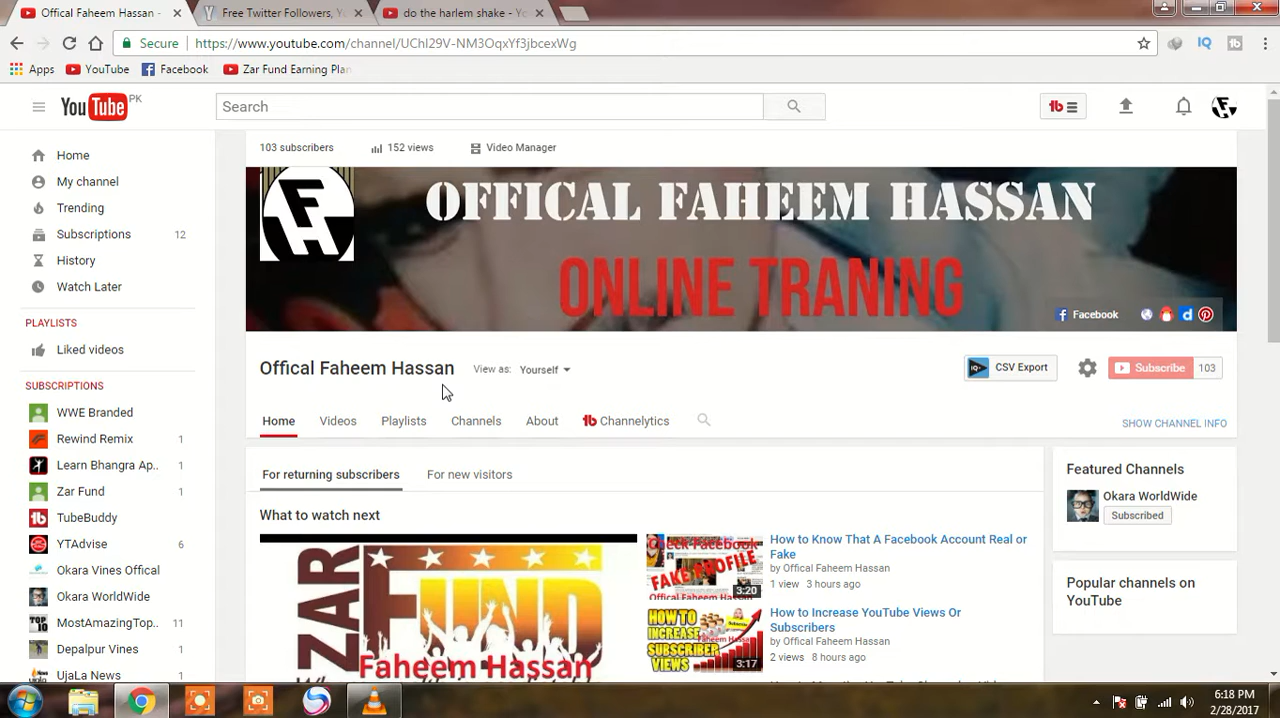 Offical Faheem Hassan -
Free Twitter Followers, Y
do the harlem shake - Y
Secure
https://www.youtube.com/channel/UChl29V-NM3OqxYf3jbcexWg
Apps
YouTube
Facebook
Zar Fund Earning Plan
YouTube PK
Search
103 subscribers
152 views
Video Manager
OFFICAL FAHEEM HASSAN
ONLINE TRANING
Facebook
Home
My channel
Trending
Subscriptions 12
History
Watch Later
PLAYLISTS
Liked videos
SUBSCRIPTIONS
WWE Branded
Rewind Remix 1
Learn Bhangra Ap.. 1
Zar Fund 1
TubeBuddy
YTAdvise 6
Okara Vines Offical
Okara WorldWide
MostAmazingTop.. 11
Depalpur Vines 1
UjaLa News 1
Offical Faheem Hassan
View as: Yourself
CSV Export
Subscribe 103
Home
Videos
Playlists
Channels
About
Channelytics
SHOW CHANNEL INFO
For returning subscribers
For new visitors
What to watch next
ZAR FUND
Faheem Hassan
Check Facebook
FAKE PROFILE
Offical Faheem
3:20
How to Know That A Facebook Account Real or
Fake
by Offical Faheem Hassan
1 view 3 hours ago
HOW TO
INCREASE
SUBSCRIBER
VIEWS
3:17
How to Increase YouTube Views Or
Subscribers
by Offical Faheem Hassan
2 views 8 hours ago
Featured Channels
Okara WorldWide
Subscribed
Popular channels on
YouTube
6:18 PM
2/28/2017